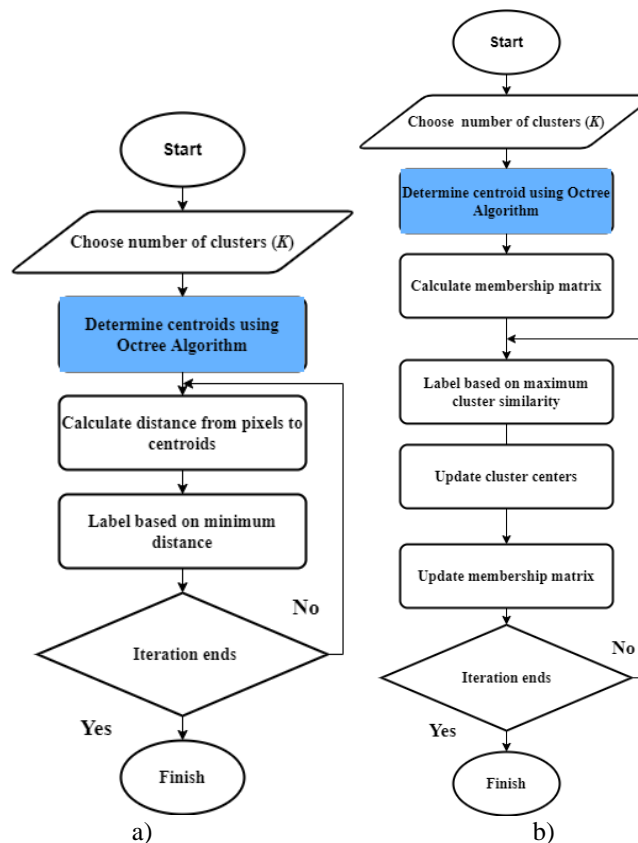 Start
Choose number of clusters (K)
Determine centroids using
Octree Algorithm
Calculate distance from pixels to
centroids
Label based on minimum
distance
No
Iteration ends
Yes
Finish
a)
Start
Choose number of clusters (K)
Determine centroid using Octree
Algorithm
Calculate membership matrix
Label based on maximum
cluster similarity
Update cluster centers
Update membership matrix
No
Iteration ends
Yes
Finish
b)